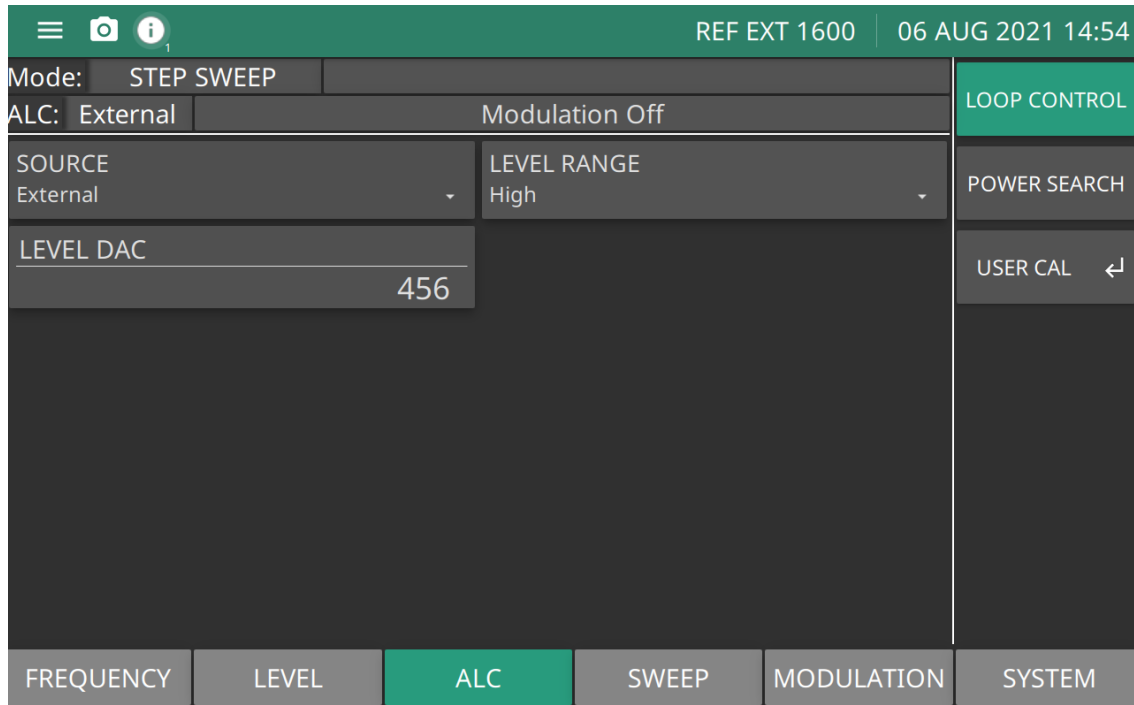 1 REF EXT 1600 06 AUG 2021 14:54
Mode: STEP SWEEP
ALC: External Modulation Off
LOOP CONTROL
SOURCE
External
LEVEL RANGE
High
POWER SEARCH
LEVEL DAC
456
USER CAL
FREQUENCY LEVEL ALC SWEEP MODULATION SYSTEM